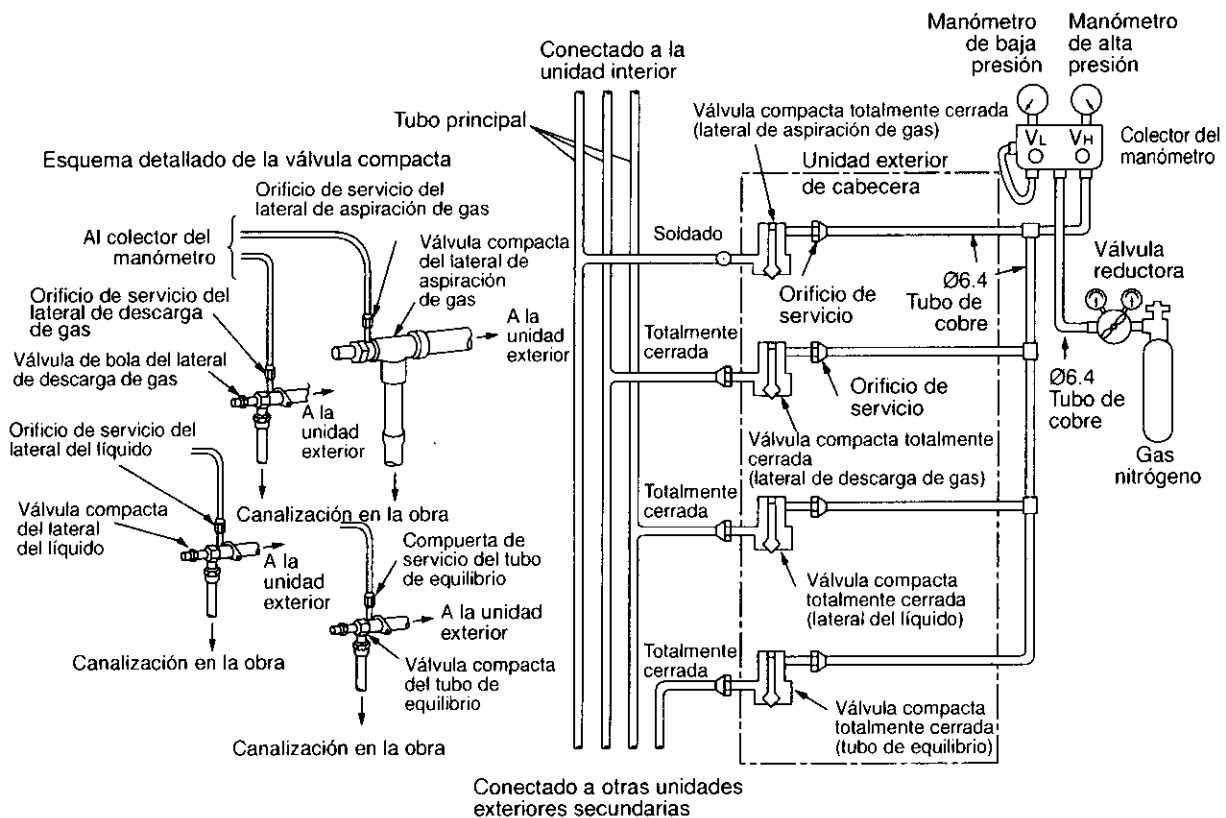 Manómetro
de baja
presión
Manómetro
de alta
presión
Conectado a la
unidad interior
Válvula compacta totalmente cerrada
(lateral de aspiración de gas)
VL
VH
Colector del
manómetro
Tubo principal
Esquema detallado de la válvula compacta
Unidad exterior
de cabecera
Orificio de servicio del
lateral de aspiración de gas
Al colector del
manómetro
Válvula compacta
del lateral de
aspiración
de gas
Soldado
Válvula
reductora
Orificio de servicio del
lateral de descarga
de gas
Orificio de
servicio
Ø6.4
Tubo de
cobre
A la
unidad
exterior
Totalmente
cerrada
Válvula de bola del lateral
de descarga de gas
Orificio de
servicio
Ø6.4
Tubo de
cobre
A la
unidad
exterior
Orificio de servicio del
lateral del líquido
Válvula compacta totalmente
cerrada
(lateral de descarga de gas)
Gas
nitrógeno
Totalmente
cerrada
Canalización en la obra
Válvula compacta
del lateral
del líquido
A la
unidad
exterior
Compuerta de
servicio del tubo
de equilibrio
Válvula compacta
totalmente cerrada
(lateral del líquido)
A la unidad
exterior
Canalización en la obra
Totalmente
cerrada
Válvula compacta
del tubo de
equilibrio
Válvula compacta
totalmente cerrada
(tubo de equilibrio)
Canalización en la obra
Conectado a otras unidades
exteriores secundarias